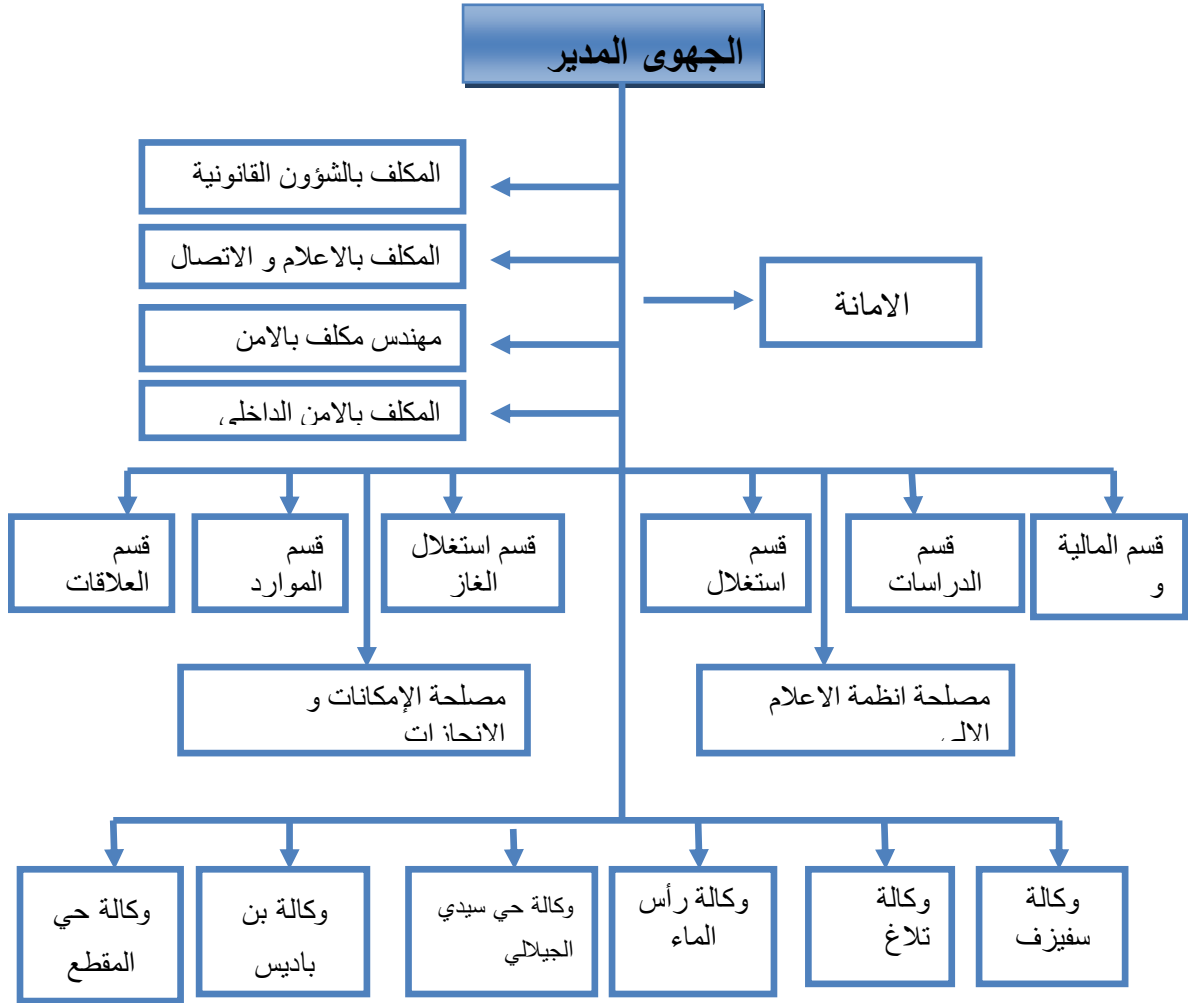 الجهوى المدير
المكلف بالشؤون القانونية
المكلف بالاعلام و الاتصال
الامانة
مهندس مكلف بالامن
المكلف بالامن الداخلي
قسم المالية
و
قسم
الدراسات
قسم
استغلال
قسم استغلال
الغاز
قسم
الموارد
قسم
العلاقات
مصلحة انظمة الاعلام
الالي
مصلحة الإمكانات و
الانجازات
وكالة
سفيزف
وكالة
تلاغ
وكالة رأس
الماء
وكالة حي سيدي
الجيلالي
وكالة بن
باديس
وكالة حي
المقطع